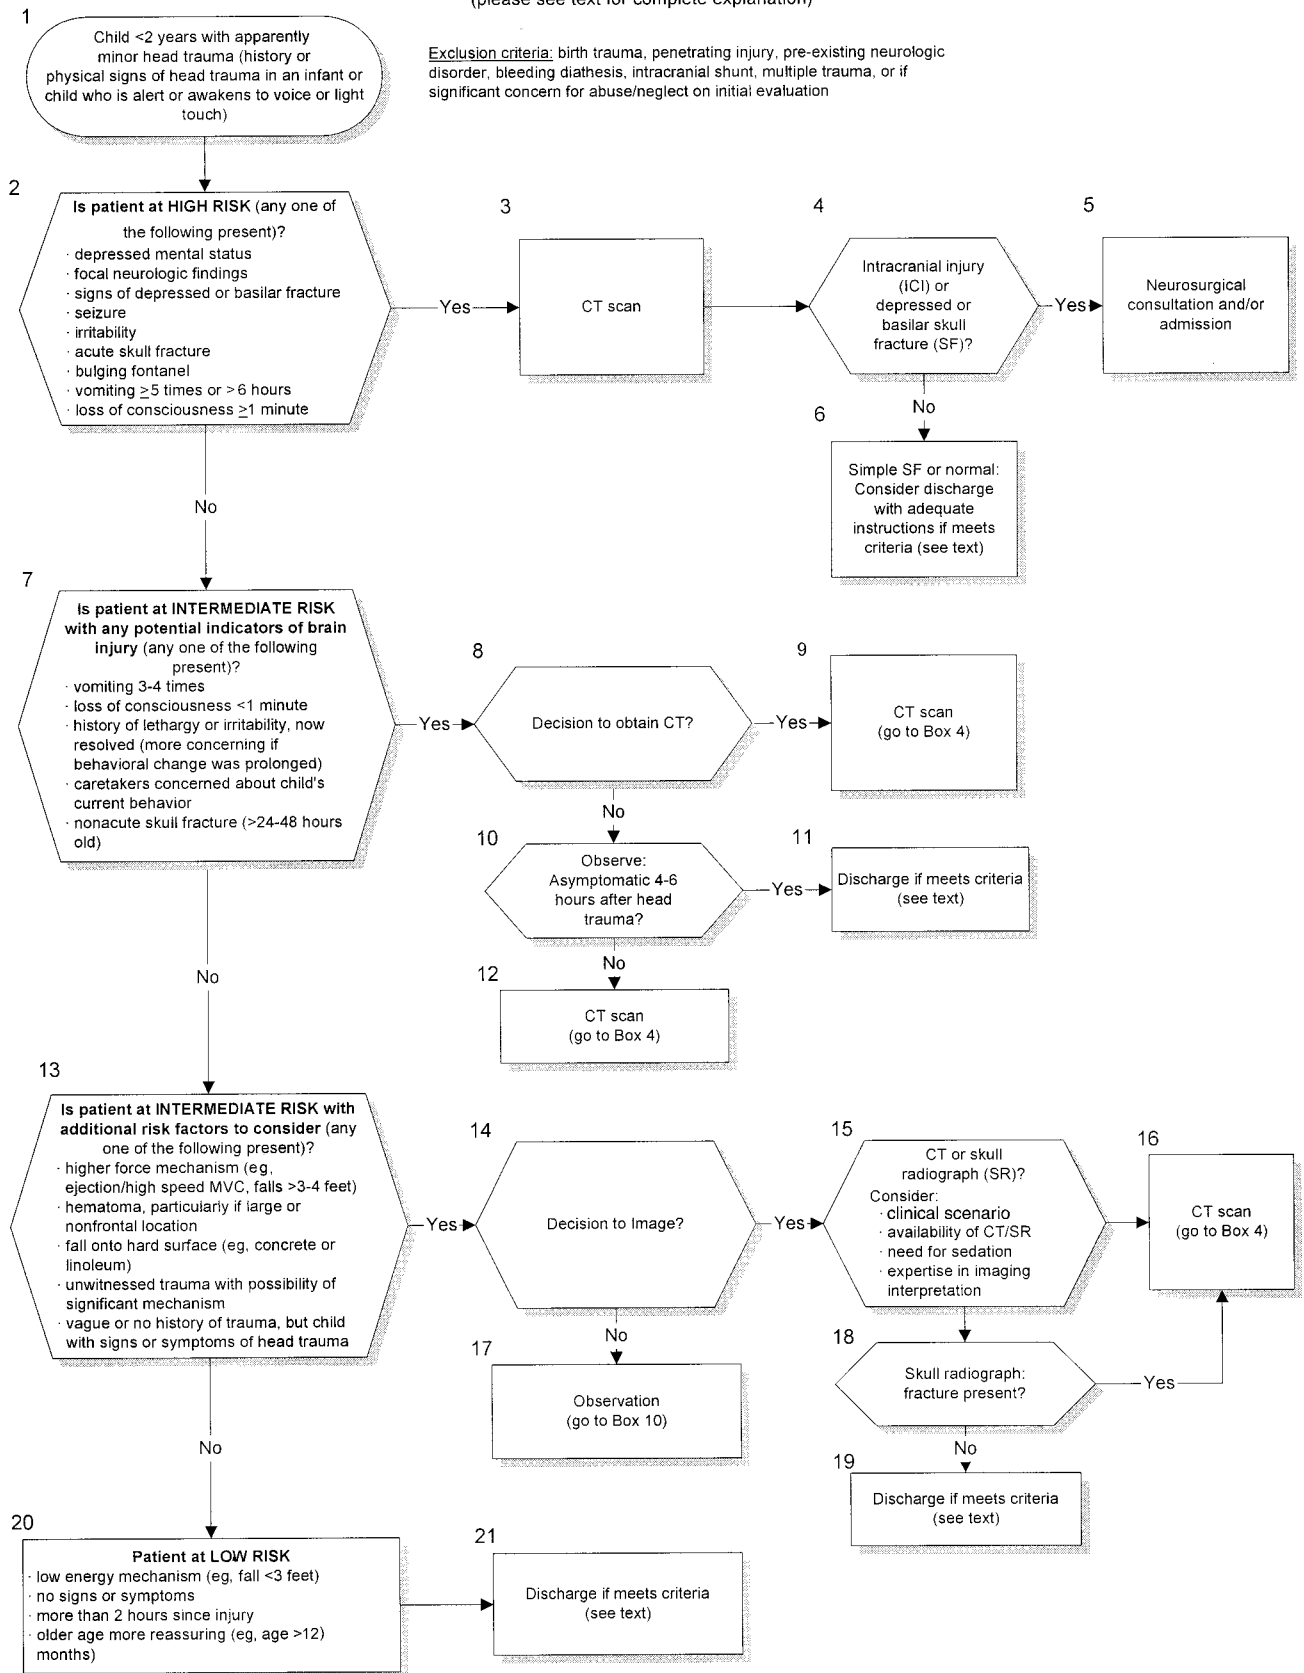 (please see text for complete explanation)
1
Child <2 years with apparently
minor head trauma (history or
physical signs of head trauma in an infant or
child who is alert or awakens to voice or light
touch)
Exclusion criteria: birth trauma, penetrating injury, pre-existing neurologic
disorder, bleeding diathesis, intracranial shunt, multiple trauma, or if
significant concern for abuse/neglect on initial evaluation
2
Is patient at HIGH RISK (any one of
the following present)?
· depressed mental status
· focal neurologic findings
· signs of depressed or basilar fracture
· seizure
· irritability
· acute skull fracture
· bulging fontanel
· vomiting ≥5 times or >6 hours
· loss of consciousness ≥1 minute
Yes
3
CT scan
4
Intracranial injury
(ICI) or
depressed or
basilar skull
fracture (SF)?
Yes
5
Neurosurgical
consultation and/or
admission
No
6
Simple SF or normal:
Consider discharge
with adequate
instructions if meets
criteria (see text)
No
7
Is patient at INTERMEDIATE RISK
with any potential indicators of brain
injury (any one of the following
present)?
· vomiting 3-4 times
· loss of consciousness <1 minute
· history of lethargy or irritability, now
resolved (more concerning if
behavioral change was prolonged)
· caretakers concerned about child's
current behavior
· nonacute skull fracture (>24-48 hours
old)
Yes
8
Decision to obtain CT?
Yes
9
CT scan
(go to Box 4)
No
10
Observe:
Asymptomatic 4-6
hours after head
trauma?
Yes
11
Discharge if meets criteria
(see text)
No
12
CT scan
(go to Box 4)
No
13
Is patient at INTERMEDIATE RISK with
additional risk factors to consider (any
one of the following present)?
· higher force mechanism (eg,
ejection/high speed MVC, falls >3-4 feet)
· hematoma, particularly if large or
nonfrontal location
· fall onto hard surface (eg, concrete or
linoleum)
· unwitnessed trauma with possibility of
significant mechanism
· vague or no history of trauma, but child
with signs or symptoms of head trauma
Yes
14
Decision to Image?
Yes
15
CT or skull
radiograph (SR)?
Consider:
· clinical scenario
· availability of CT/SR
· need for sedation
· expertise in imaging
interpretation
16
CT scan
(go to Box 4)
No
17
Observation
(go to Box 10)
18
Skull radiograph:
fracture present?
Yes
No
19
Discharge if meets criteria
(see text)
No
20
Patient at LOW RISK
· low energy mechanism (eg, fall <3 feet)
· no signs or symptoms
· more than 2 hours since injury
· older age more reassuring (eg, age >12)
months)
21
Discharge if meets criteria
(see text)